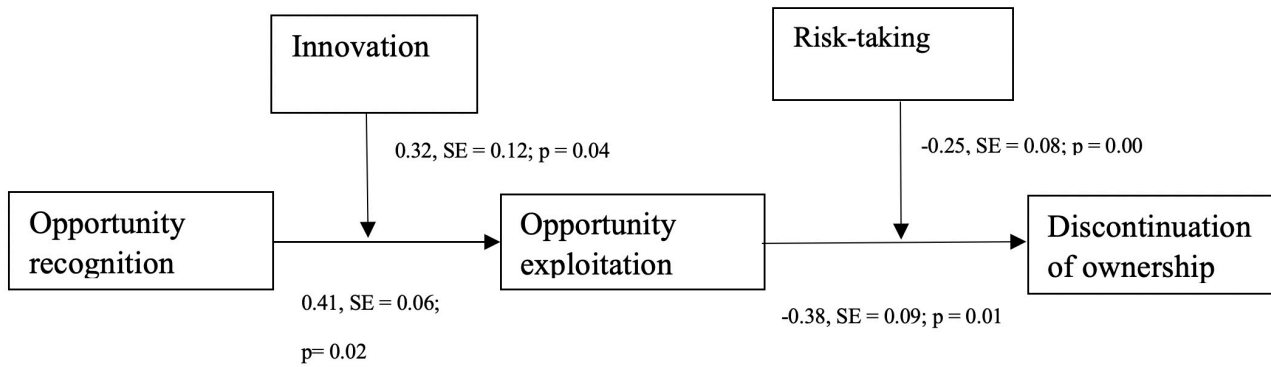 Innovation
Risk-taking
0.32, SE = 0.12; p = 0.04
-0.25, SE = 0.08; p = 0.00
Opportunity
recognition
Opportunity
exploitation
Discontinuation
of ownership
0.41, SE = 0.06;
p= 0.02
-0.38, SE = 0.09; p = 0.01